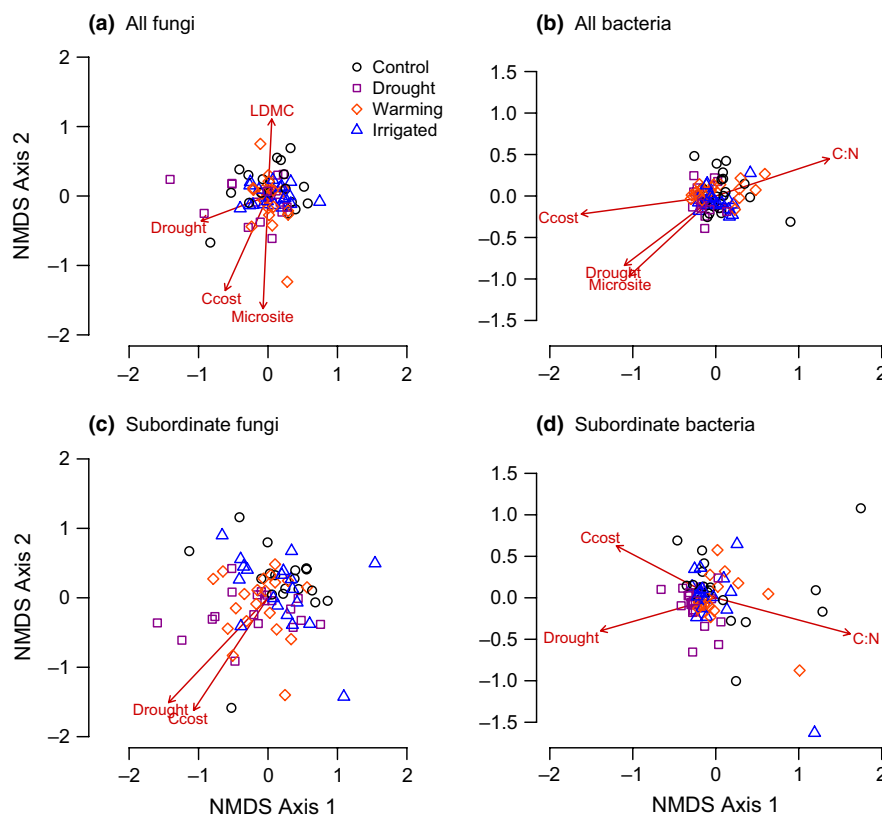 (a) All fungi
2
1
0
−1
−2
NMDS Axis 2
Control
Drought
Warming
Irrigated
LDMC
Drought
Ccost
Microsite
−2 −1 0 1 2
(b) All bacteria
1.5
1.0
0.5
0.0
−0.5
−1.0
−1.5
C:N
Ccost
Drought
Microsite
−2 −1 0 1 2
(c) Subordinate fungi
2
1
0
−1
−2
NMDS Axis 2
Drought
Ccost
−2 −1 0 1 2
NMDS Axis 1
(d) Subordinate bacteria
1.5
1.0
0.5
0.0
−0.5
−1.0
−1.5
Ccost
Drought
C:N
−2 −1 0 1 2
NMDS Axis 1